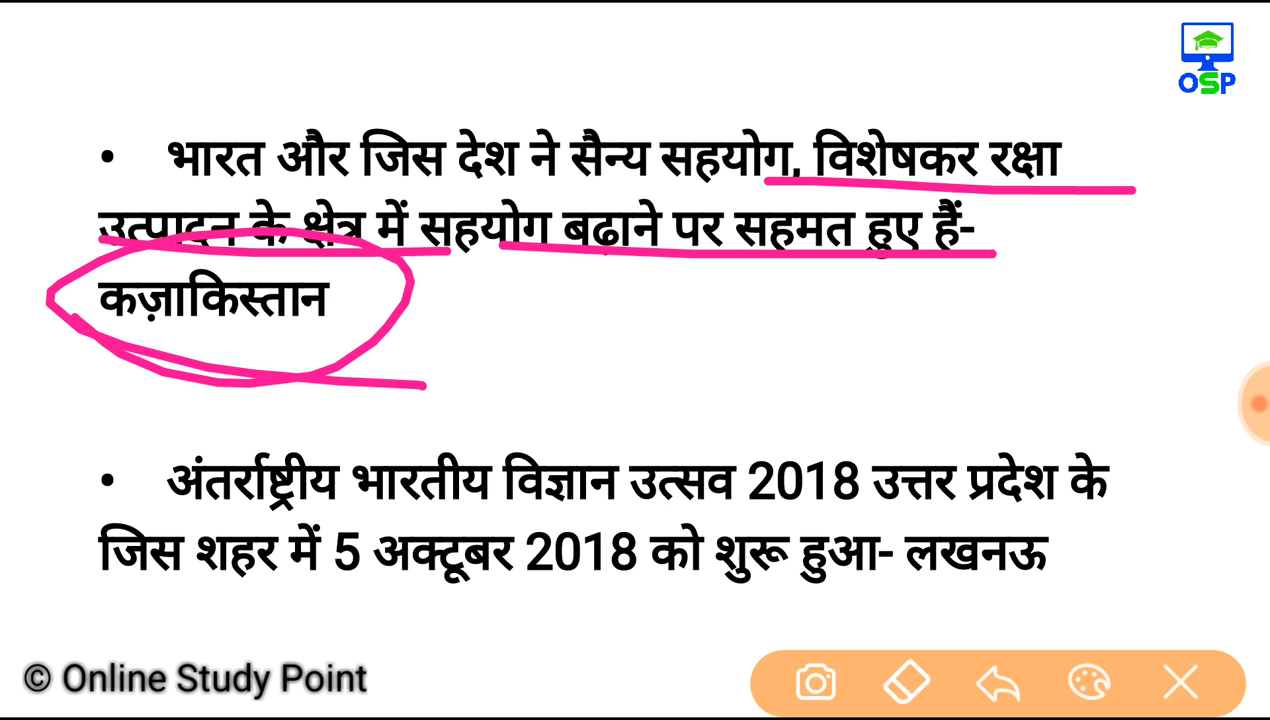 OSP
• भारत और जिस देश ने सैन्य सहयोग, विशेषकर रक्षा
उत्पादन के क्षेत्र में सहयोग बढ़ाने पर सहमत हुए हैं-
कज़ाकिस्तान
• अंतर्राष्ट्रीय भारतीय विज्ञान उत्सव 2018 उत्तर प्रदेश के
जिस शहर में 5 अक्टूबर 2018 को शुरू हुआ- लखनऊ
© Online Study Point